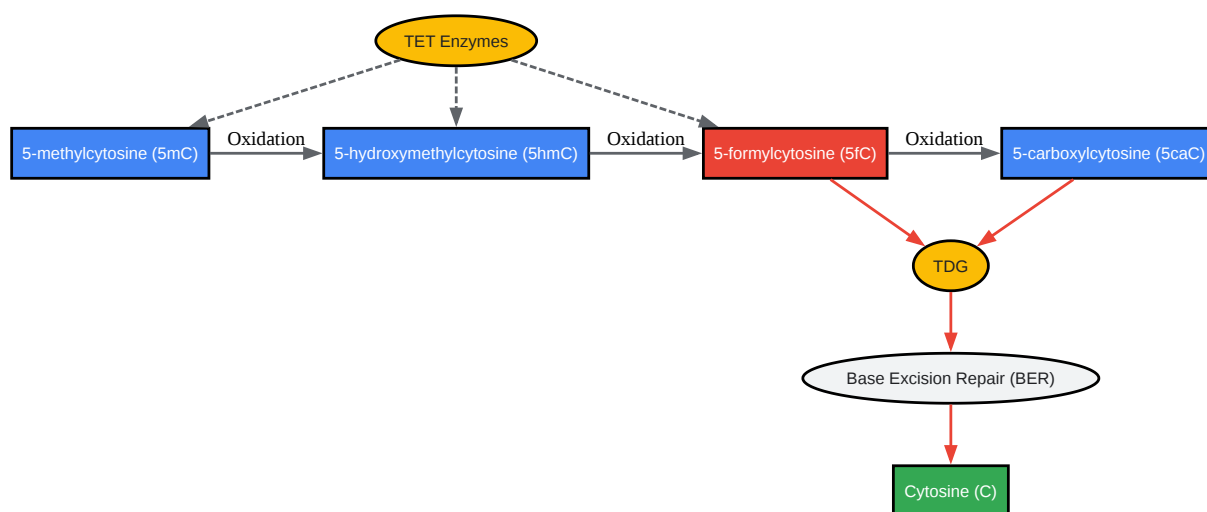 TET Enzymes
Oxidation
Oxidation
Oxidation
5-methylcytosine (5mC)
5-hydroxymethylcytosine (5hmC)
5-formylcytosine (5fC)
5-carboxylcytosine (5caC)
TDG
Base Excision Repair (BER)
Cytosine (C)